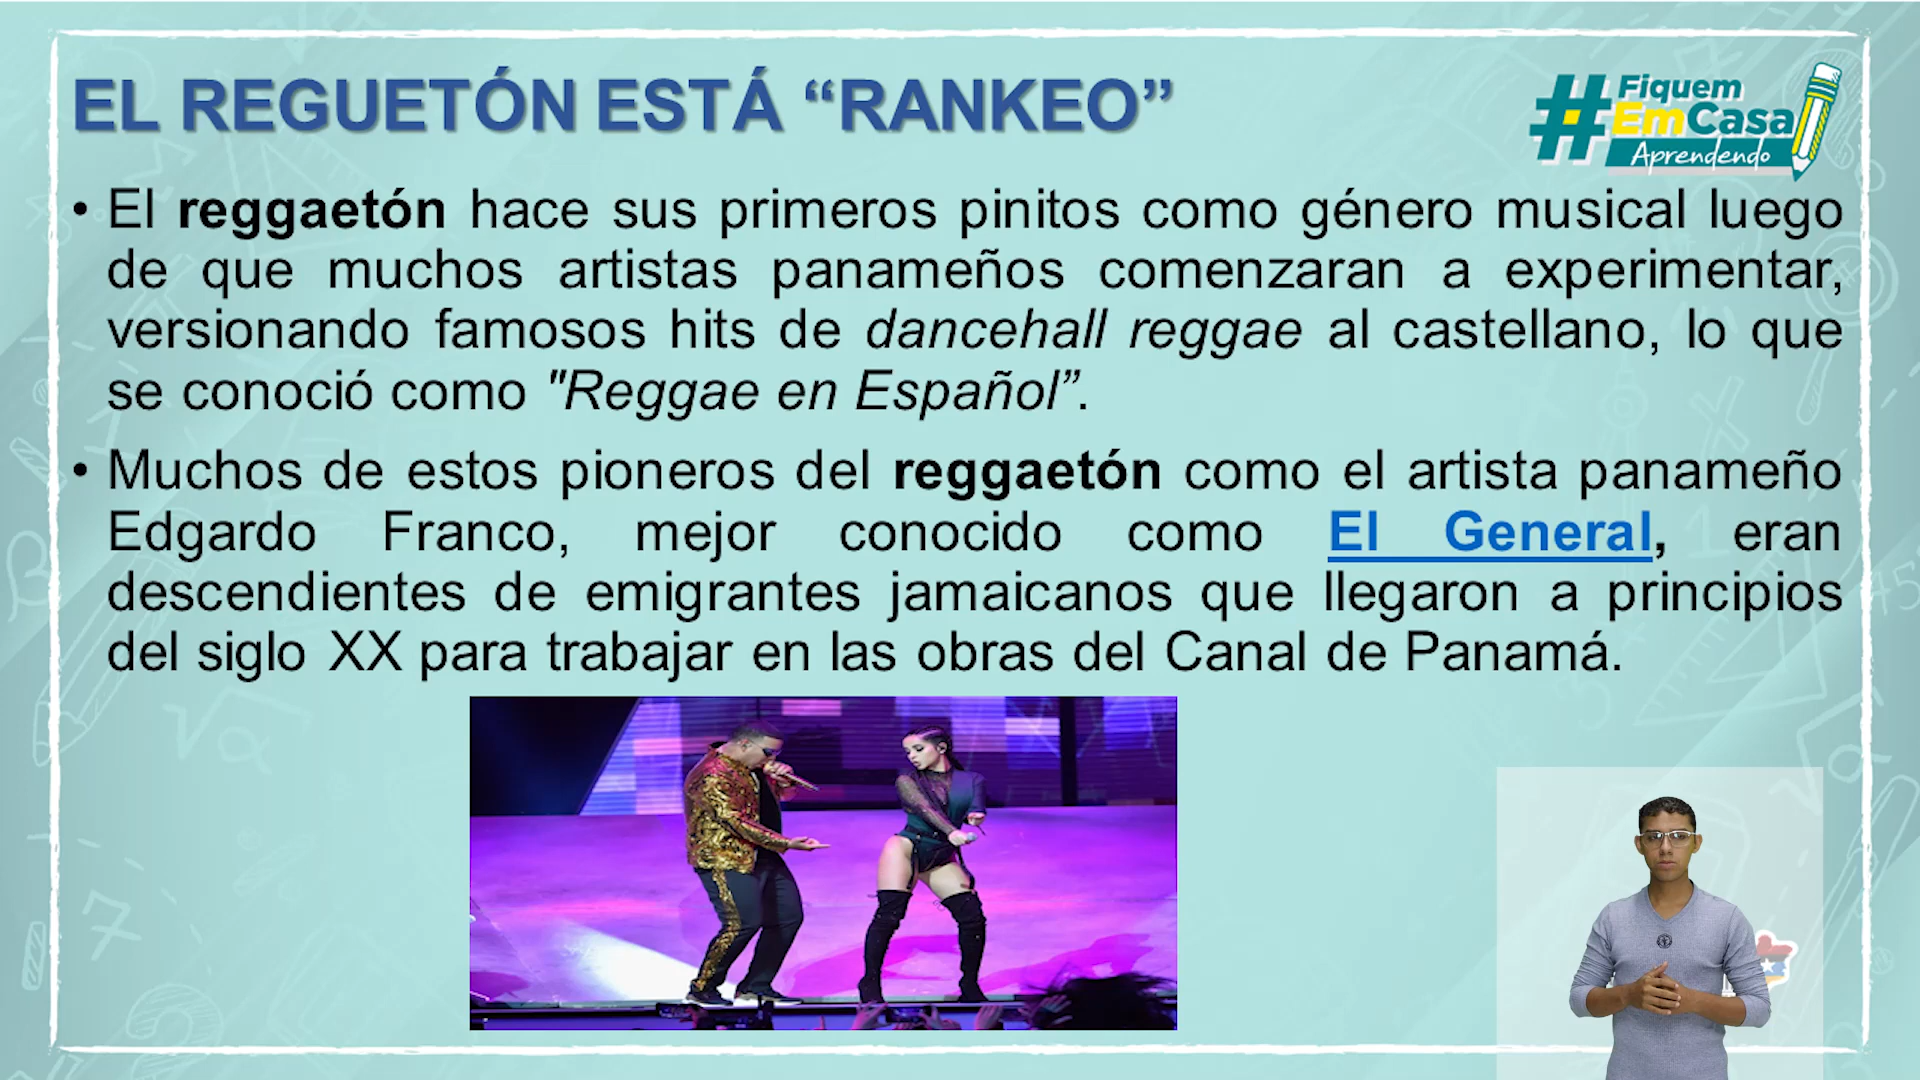 EL REGUETÓN ESTÁ “RANKEO”
#Fiquem
EmCasa
Aprendendo
• El reggaetón hace sus primeros pinitos como género musical luego
de que muchos artistas panameños comenzaran a experimentar,
versionando famosos hits de dancehall reggae al castellano, lo que
se conoció como "Reggae en Español”.
• Muchos de estos pioneros del reggaetón como el artista panameño
Edgardo Franco, mejor conocido como El General, eran
descendientes de emigrantes jamaicanos que llegaron a principios
del siglo XX para trabajar en las obras del Canal de Panamá.